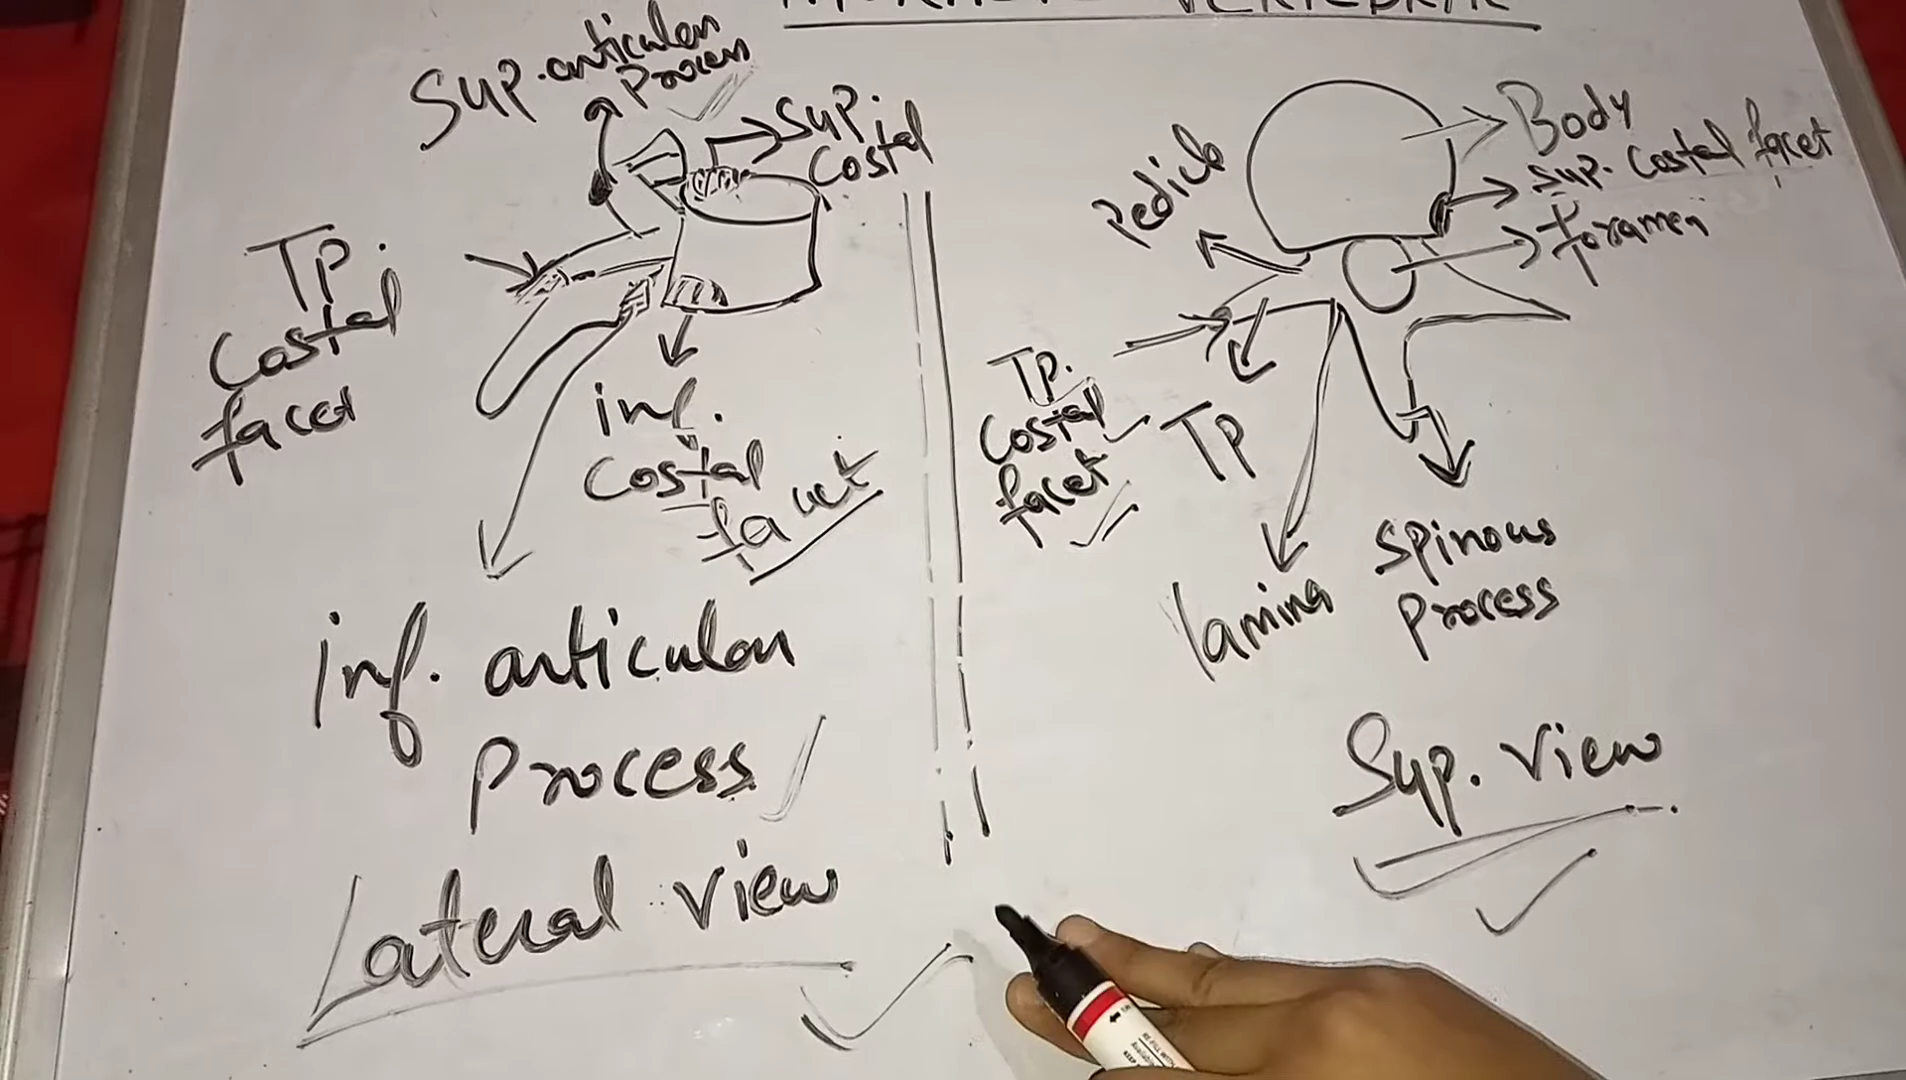 VERTEBRAE
Sup. articular
Process
Sup.
Costal
TP.
Costal
facet
inf.
Costal
facet
inf. articular
Process
Lateral view
Body
Sup. Costal facet
foramen
Pedicle
TP.
Costal
facet
TP
lamina
Spinous
Process
Sup. view